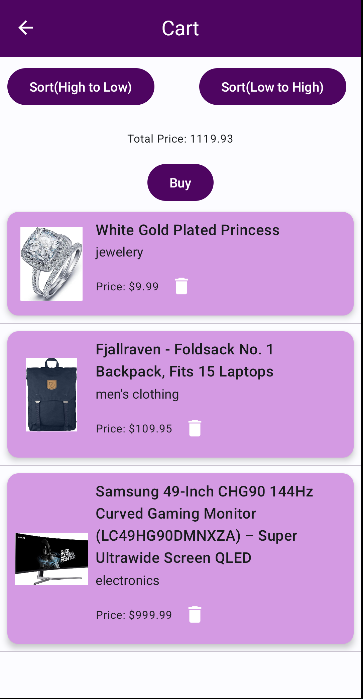 Cart
Sort(High to Low)
Sort(Low to High)
Total Price: 1119.93
Buy
White Gold Plated Princess
jewelery
Price: $9.99
Fjallraven - Foldsack No. 1
Backpack, Fits 15 Laptops
men's clothing
Price: $109.95
Samsung 49-Inch CHG90 144Hz
Curved Gaming Monitor
(LC49HG90DMNXZA) – Super
Ultrawide Screen QLED
electronics
Price: $999.99